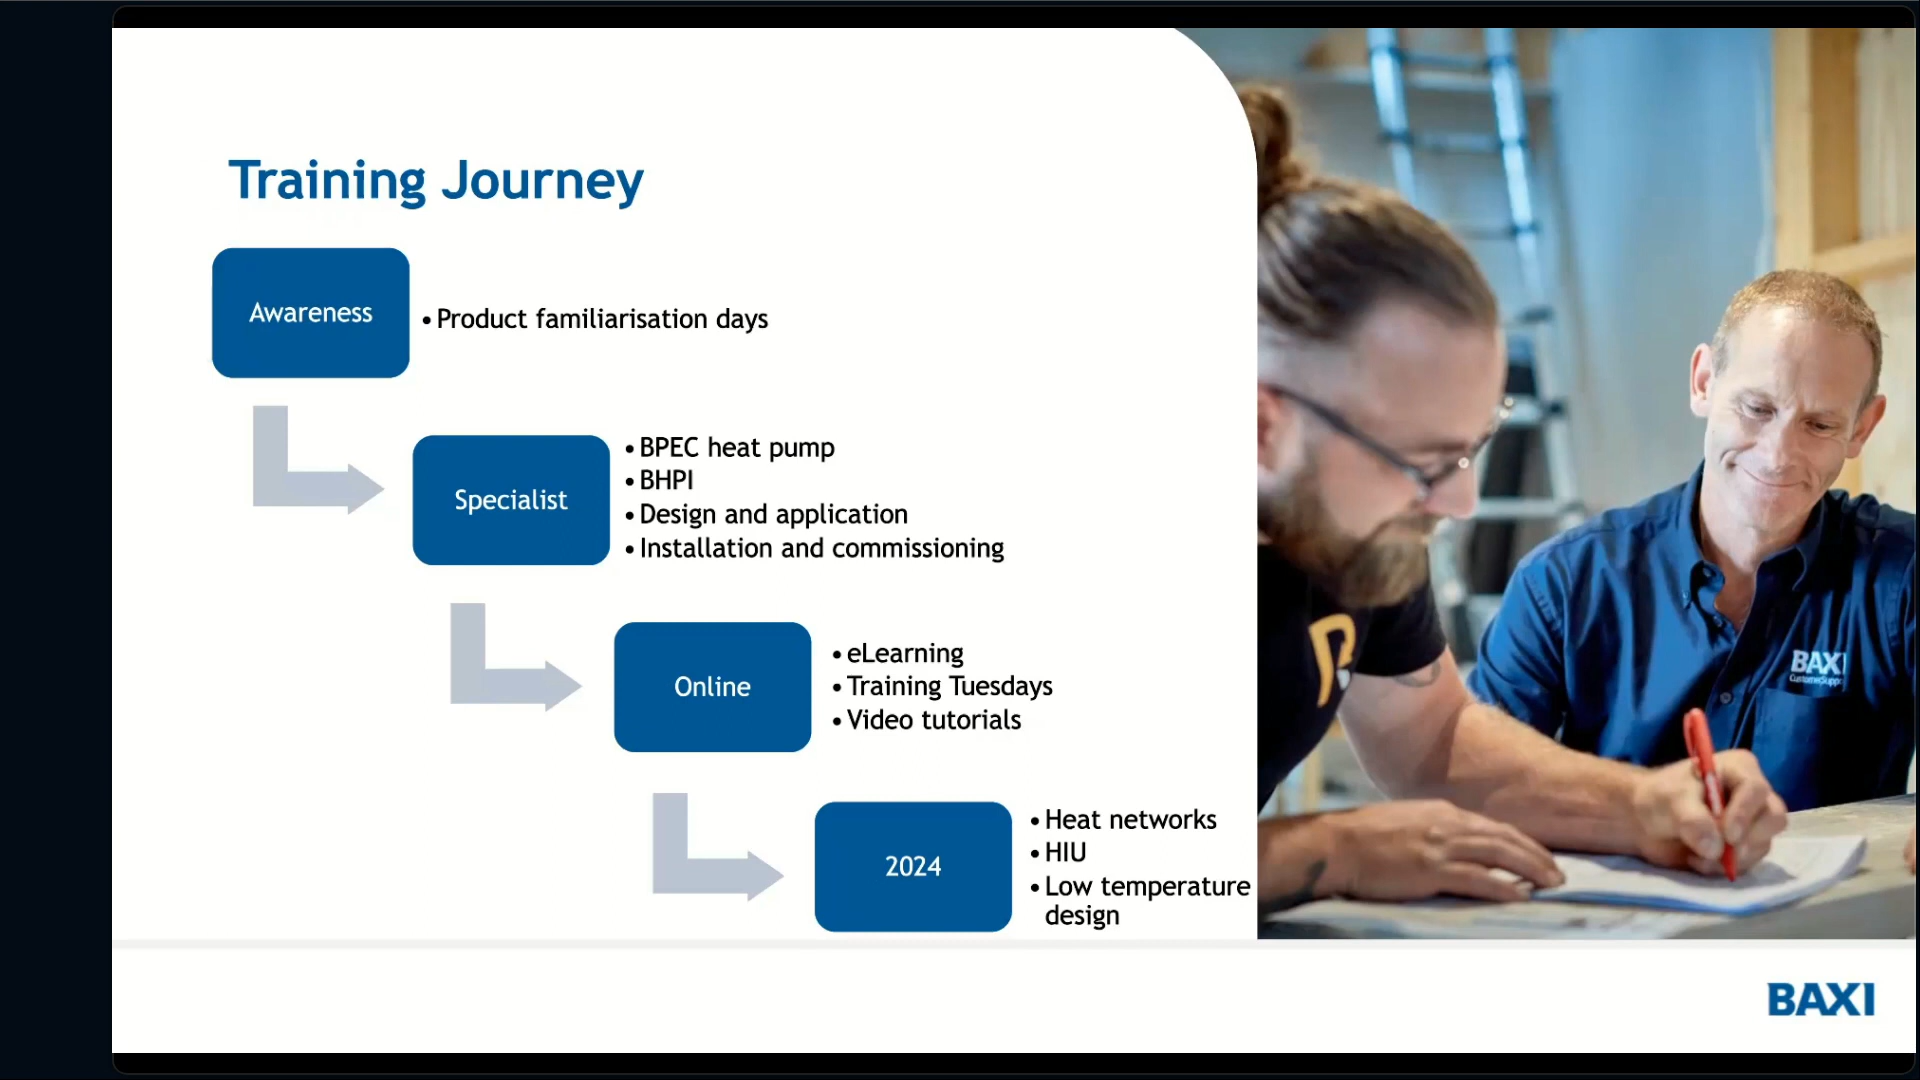 Training Journey
Awareness
• Product familiarisation days
Specialist
• BPEC heat pump
• BHPI
• Design and application
• Installation and commissioning
Online
• eLearning
• Training Tuesdays
• Video tutorials
2024
• Heat networks
• HIU
• Low temperature
design
BAXI
BAXI